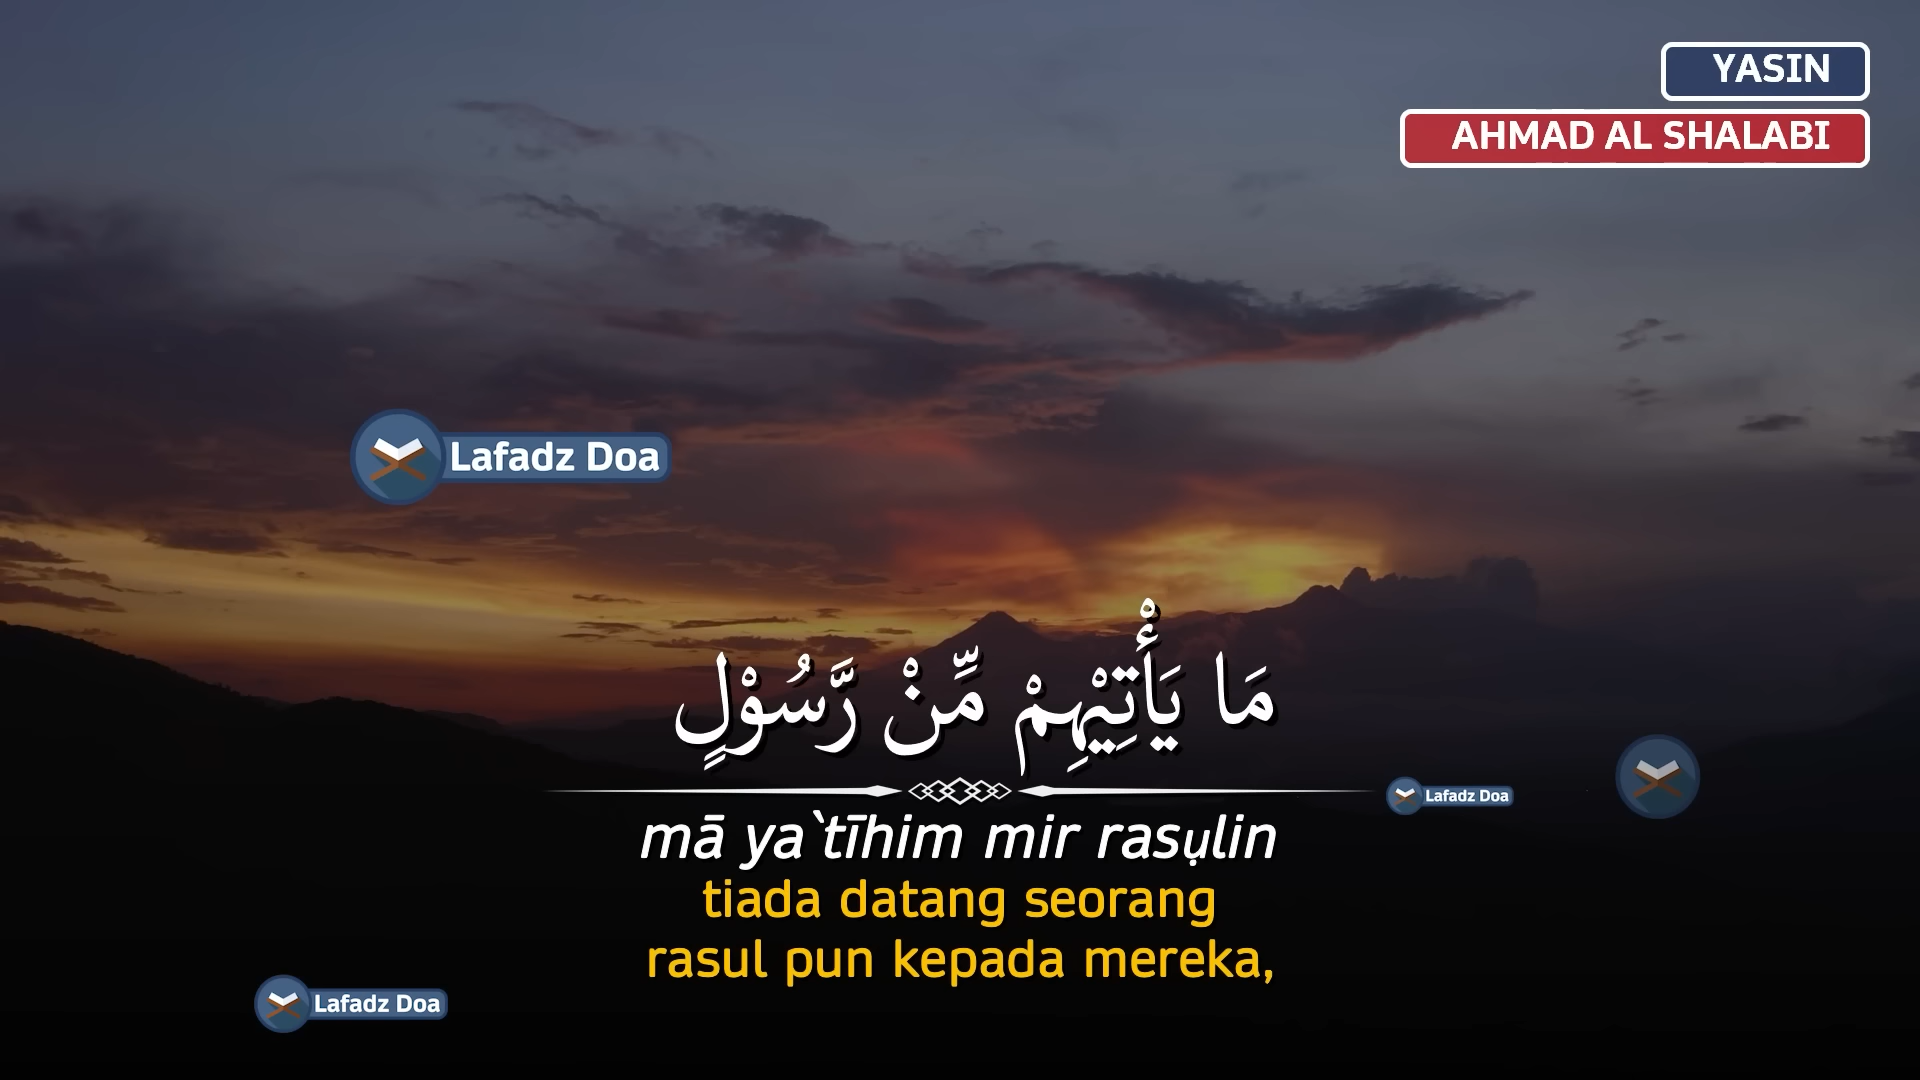 YASIN
AHMAD AL SHALABI
Lafadz Doa
مَا يَأْتِيْهِمْ مِّنْ رَّسُوْلٍ
Lafadz Doa
mā ya`tīhim mir rasụlin
tiada datang seorang
rasul pun kepada mereka,
Lafadz Doa